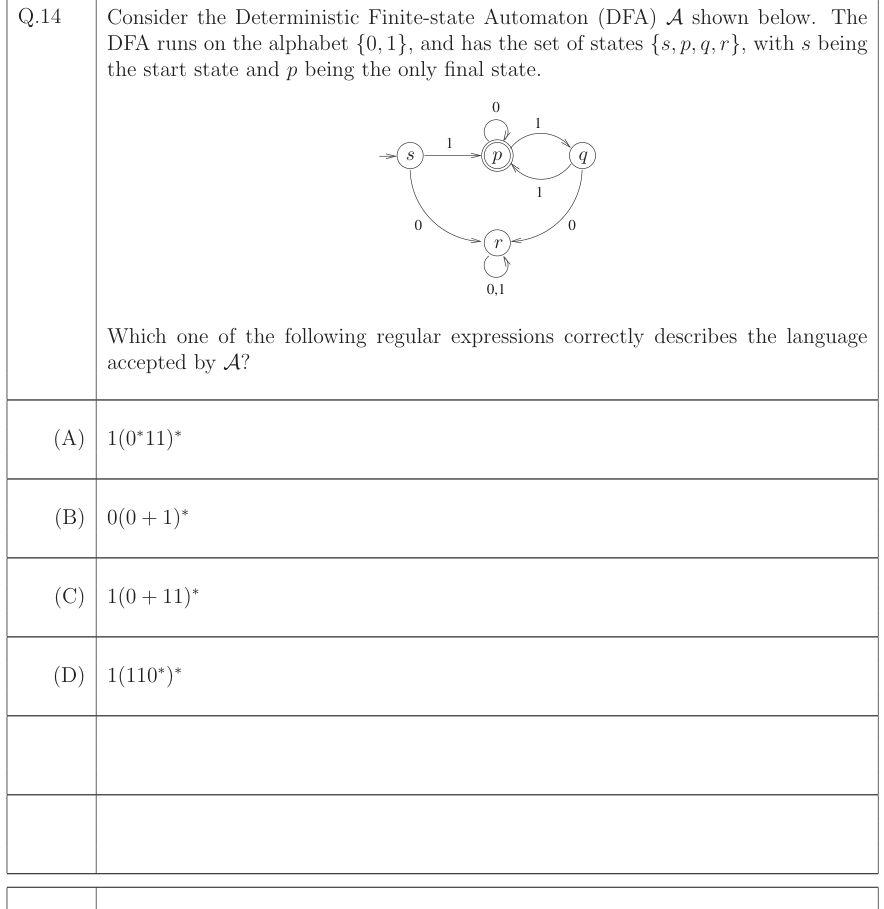 Q.14 Consider the Deterministic Finite-state Automaton (DFA) 𝒜 shown below. The
DFA runs on the alphabet {0, 1}, and has the set of states {s, p, q, r}, with s being
the start state and p being the only final state.
0
1
1
s
p
q
1
0
0
r
0,1
Which one of the following regular expressions correctly describes the language
accepted by 𝒜?
(A) 1(0*11)*
(B) 0(0 + 1)*
(C) 1(0 + 11)*
(D) 1(110*)*